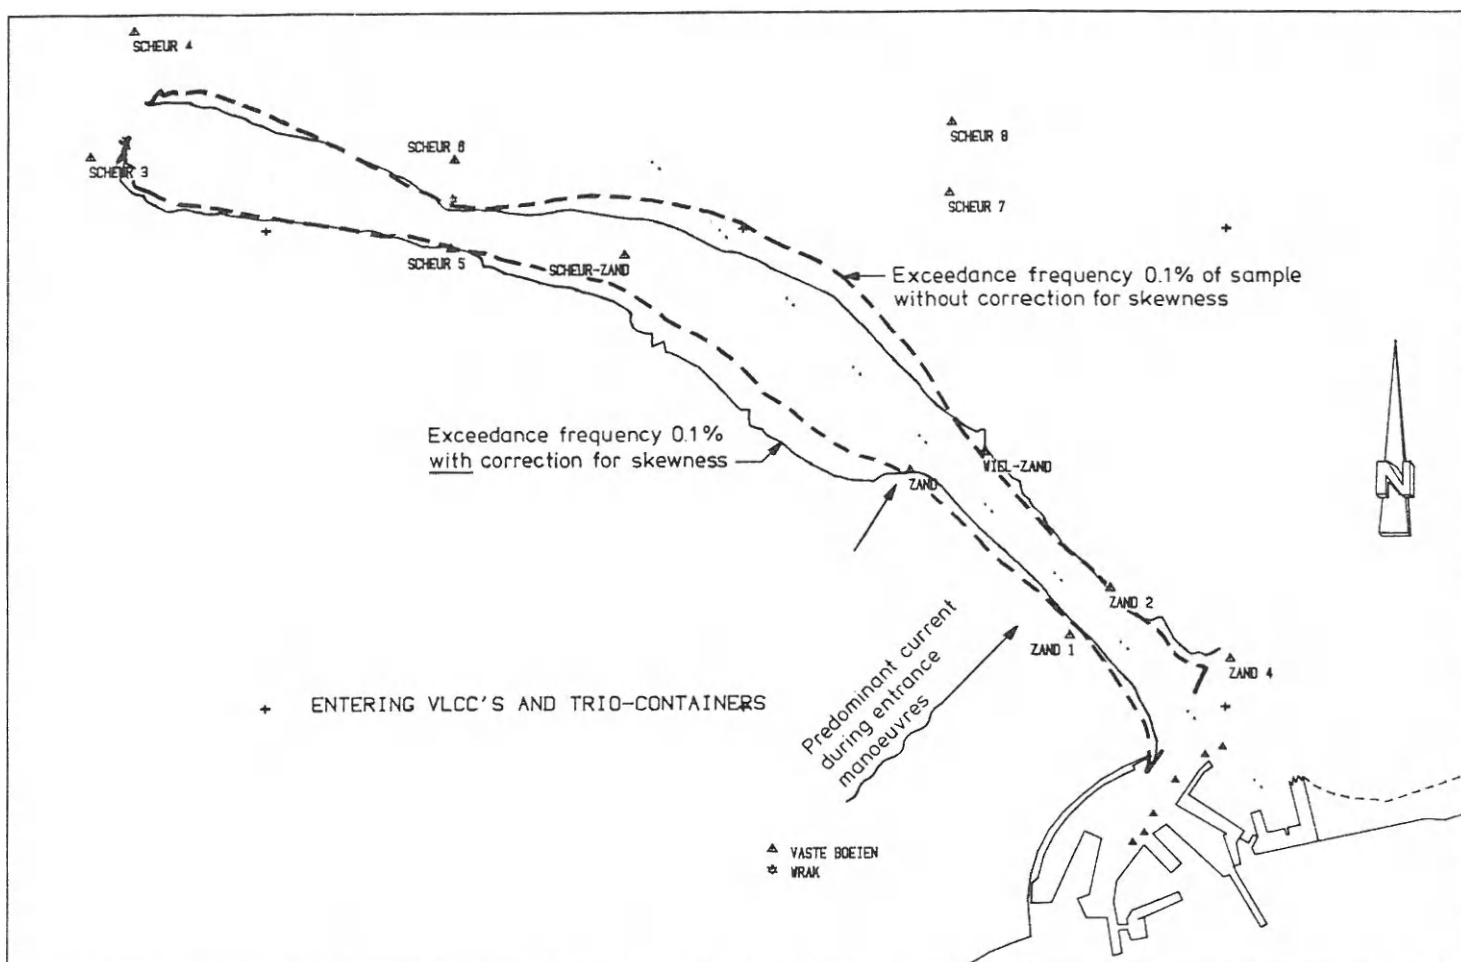 SCHEUR 4
SCHEUR 8
SCHEUR 6
SCHEUR 3
SCHEUR 7
SCHEUR 5
SCHEUR-ZAND
Exceedance frequency 0.1% of sample
without correction for skewness
Exceedance frequency 0.1%
with correction for skewness
WIEL-ZAND
ZAND
N
ZAND 2
ZAND 1
ZAND 4
Predominant current
during entrance
manoeuvres
ENTERING VLCC'S AND TRIO-CONTAINERS
VASTE BOEIEN
WRAK